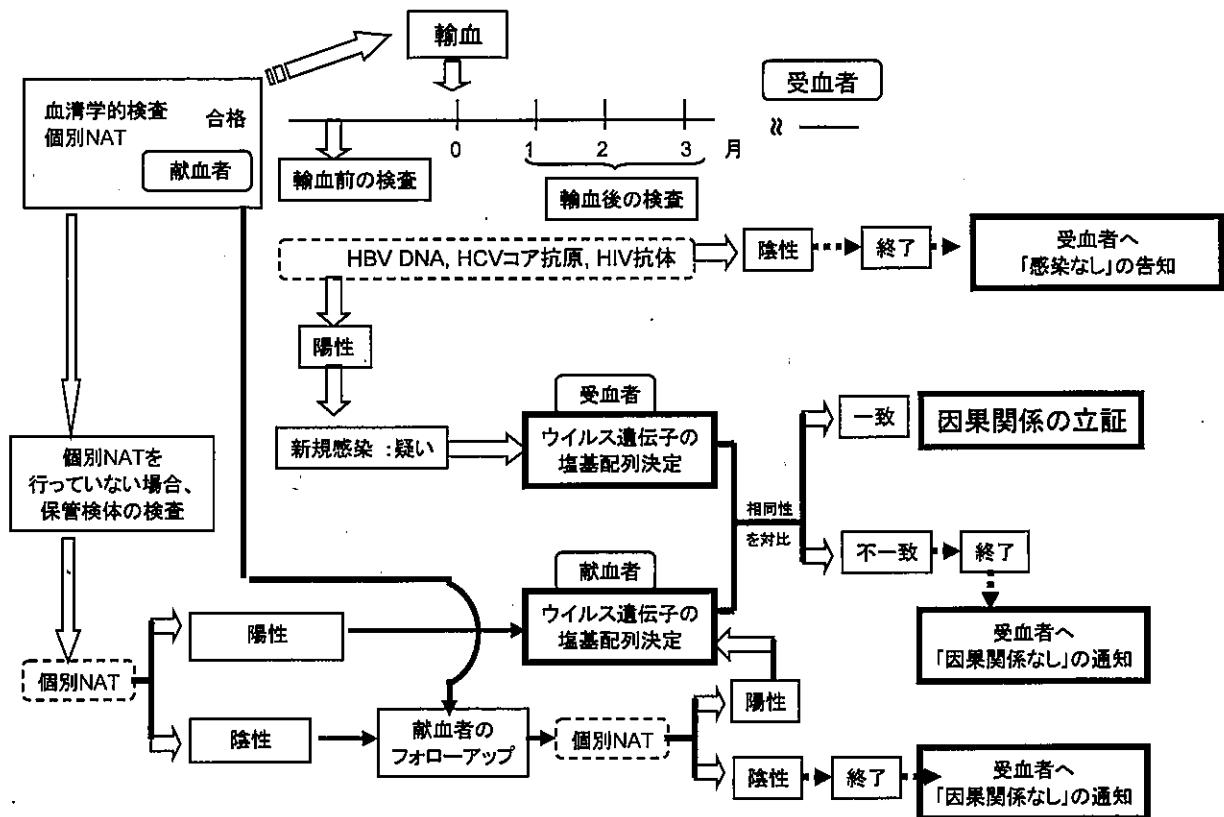 輸血
受血者
血清学的検査
個別NAT
合格
献血者
0 1 2 3 月
輸血前の検査
輸血後の検査
HBV DNA, HCVコア抗原, HIV抗体
陰性
終了
受血者へ
「感染なし」の告知
陽性
新規感染 :疑い
受血者
ウイルス遺伝子の
塩基配列決定
一致
因果関係の立証
個別NATを
行っていない場合、
保管検体の検査
相同性
を対比
不一致
終了
献血者
ウイルス遺伝子の
塩基配列決定
受血者へ
「因果関係なし」の通知
陽性
個別NAT
陰性
献血者の
フォローアップ
個別NAT
陽性
陰性
終了
受血者へ
「因果関係なし」の通知